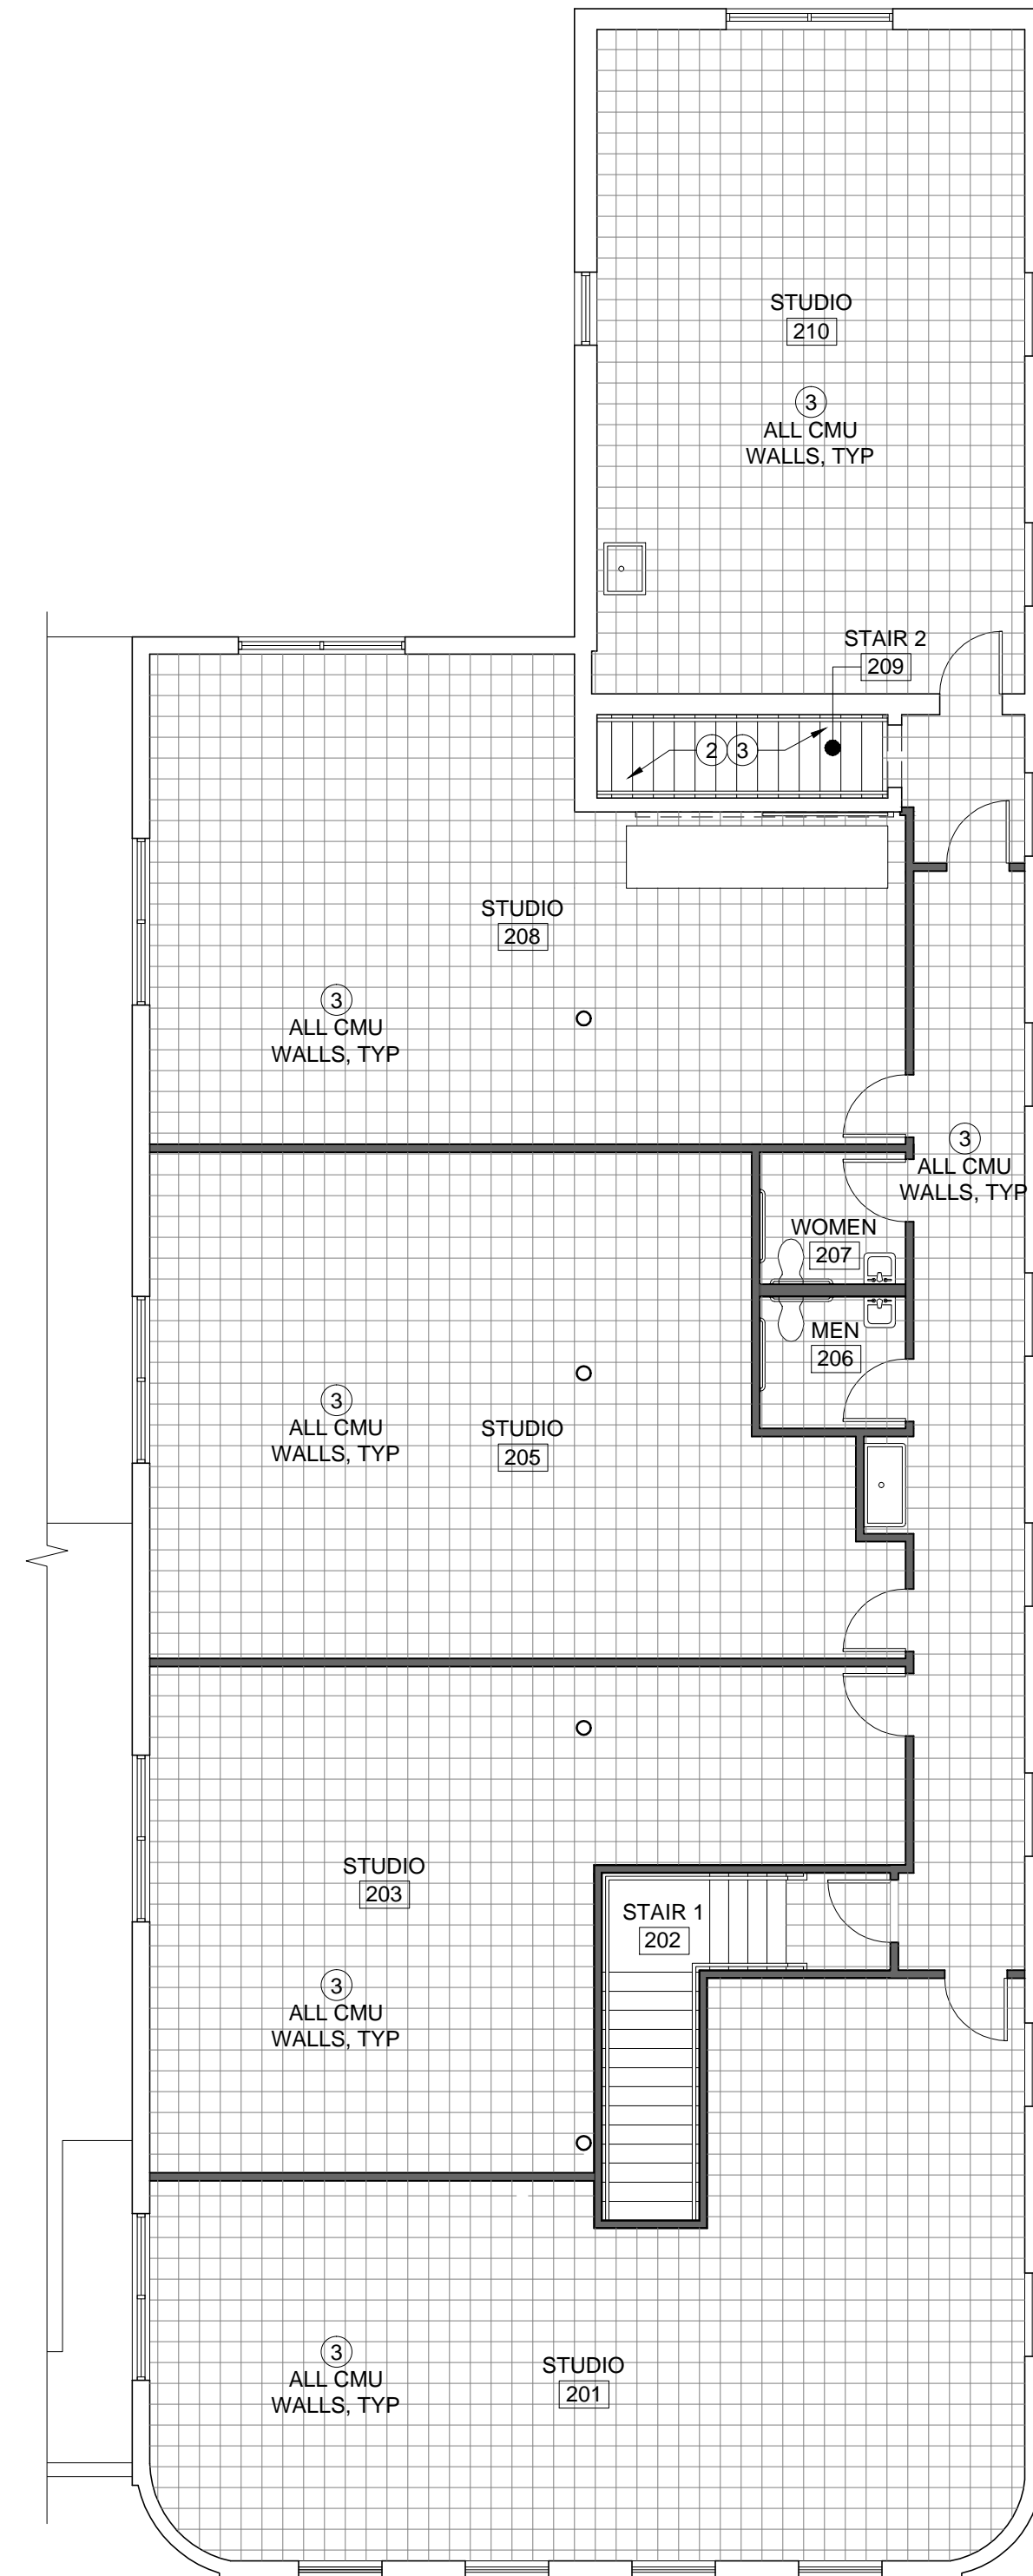 STUDIO
210
3
ALL CMU
WALLS, TYP
STAIR 2
209
2 3
STUDIO
208
3
ALL CMU
WALLS, TYP
3
ALL CMU
WALLS, TYP
WOMEN
207
MEN
206
3
ALL CMU
WALLS, TYP
STUDIO
205
STUDIO
203
STAIR 1
202
3
ALL CMU
WALLS, TYP
3
ALL CMU
WALLS, TYP
STUDIO
201